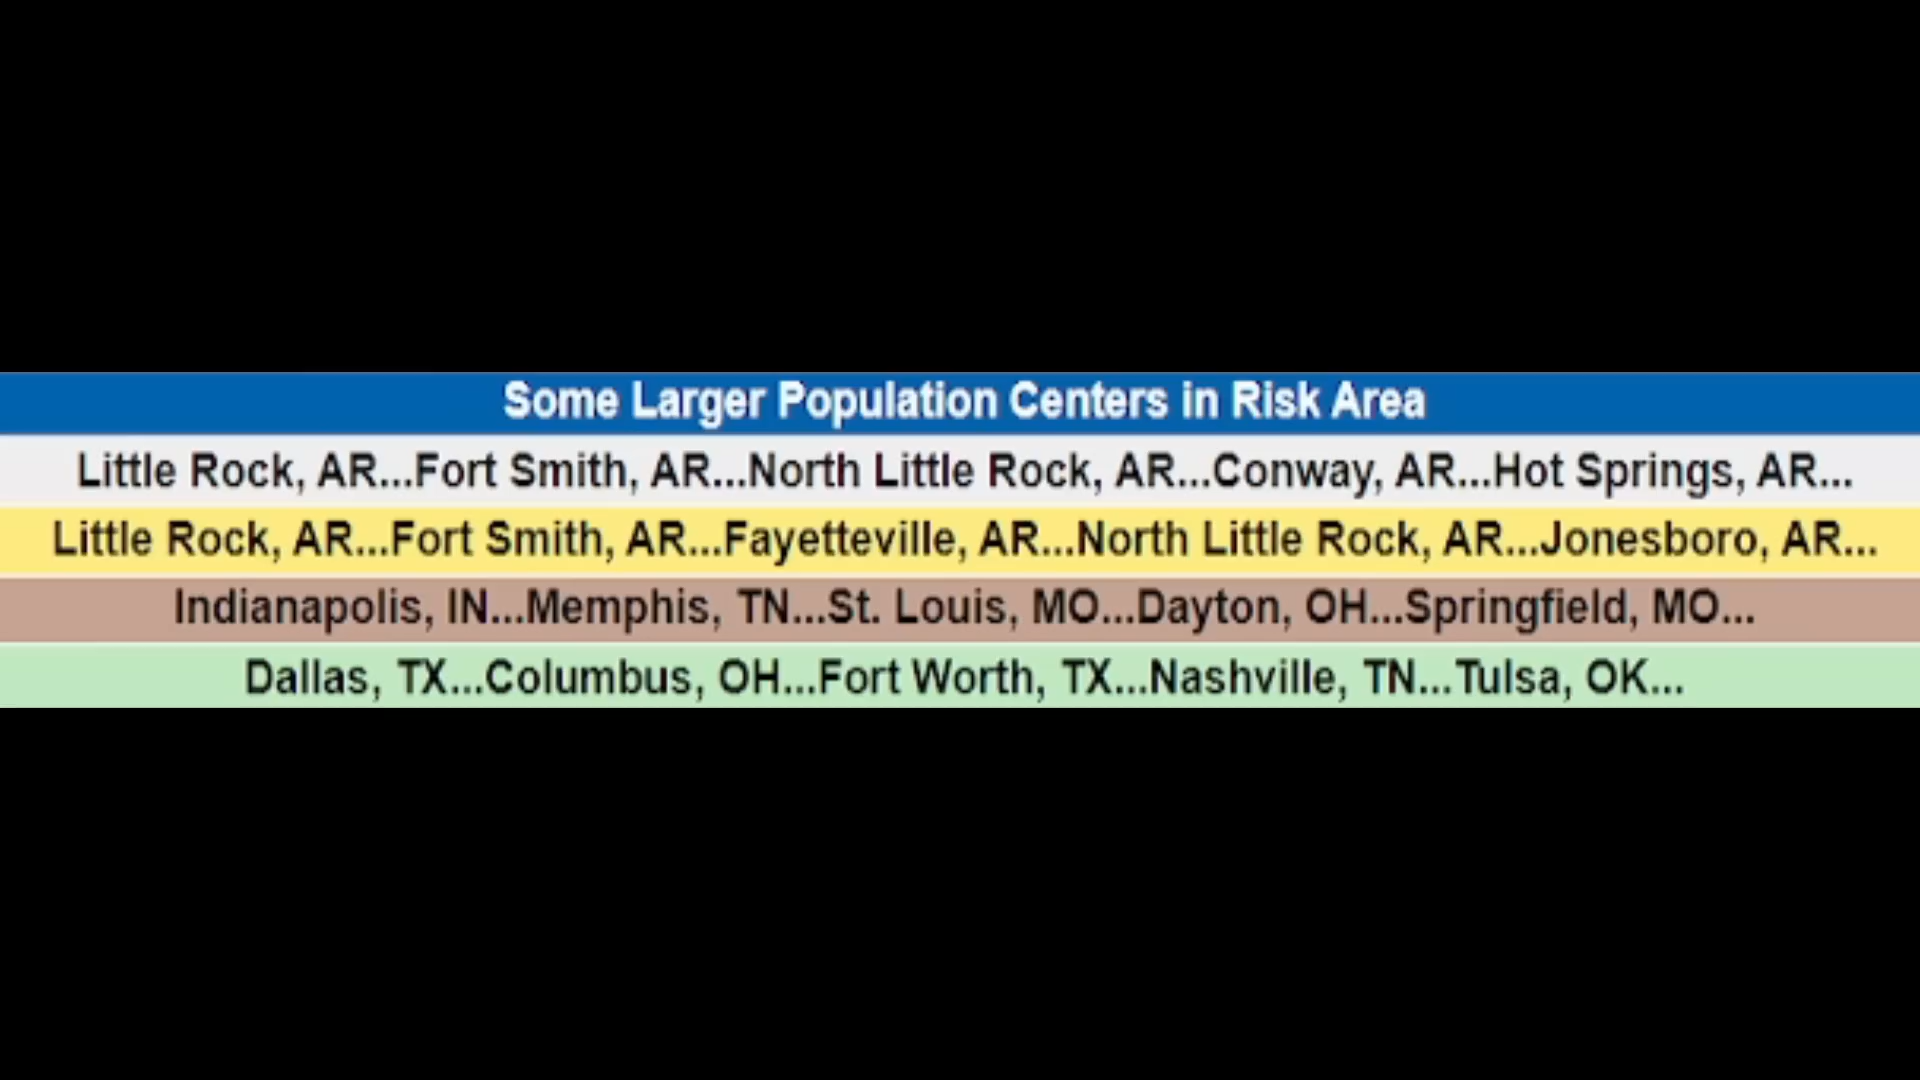 Some Larger Population Centers in Risk Area
Little Rock, AR...Fort Smith, AR...North Little Rock, AR...Conway, AR...Hot Springs, AR...
Little Rock, AR...Fort Smith, AR...Fayetteville, AR...North Little Rock, AR...Jonesboro, AR...
Indianapolis, IN...Memphis, TN...St. Louis, MO...Dayton, OH...Springfield, MO...
Dallas, TX...Columbus, OH...Fort Worth, TX...Nashville, TN...Tulsa, OK...